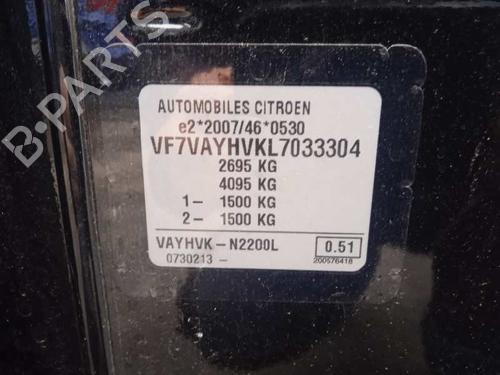 B-PARTS
AUTOMOBILES CITROEN
e2*2007/46*0530
VF7VAYHVKL7033304
2695 KG
4095 KG
1- 1500 KG
2- 1500 KG
VAYHVK-N2200L 0.51
0730213- 200576418